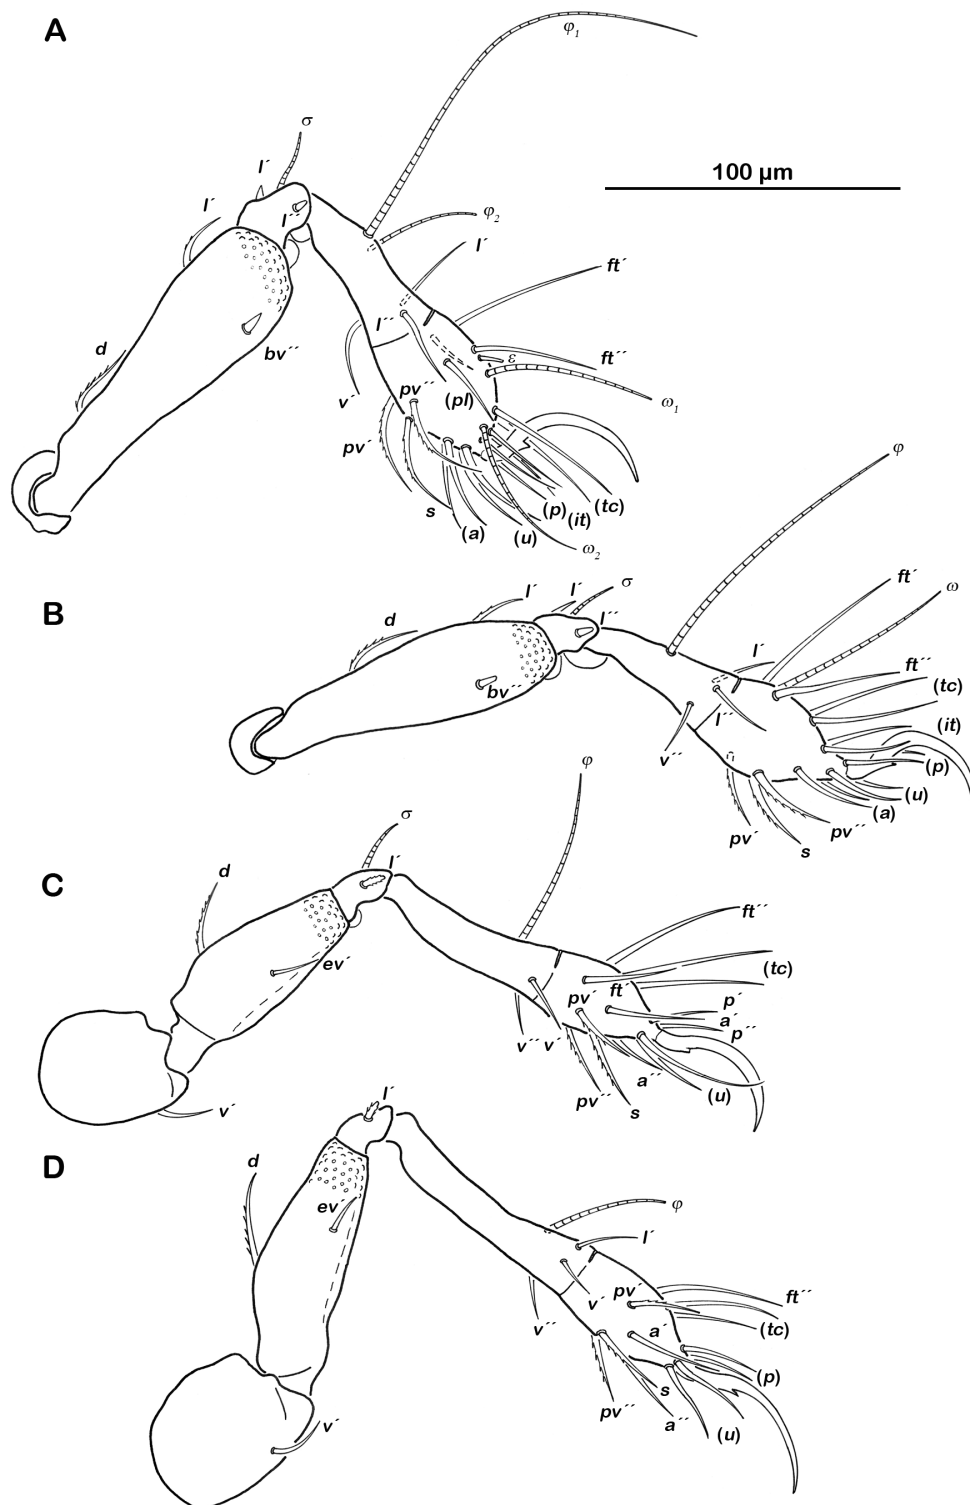 A
φ1
σ
l´
100 µm
l´
l´´
φ2
l´
ft´
d
bv´´
l´´
ε
ft´´
v´
pv´´
(pl)
ω1
pv´
s
(a)
(u)
(p)
(it)
(tc)
ω2
φ
B
d
l´
l´
σ
l´´
ft´
ω
l´
ft´´
(tc)
bv´´
l´´
(it)
v´´
(p)
(u)
(a)
pv´
s
pv´´
φ
C
σ
l´
d
ft´´
ev´
(tc)
ft´
pv´
p´
a´
p´´
v´´
v´
a´´
(u)
pv´´
s
v´
D
l´
d
ev´
φ
l´
pv´
v´
ft´´
v´´
(tc)
a´
(p)
s
pv´´
a´´
(u)
v´